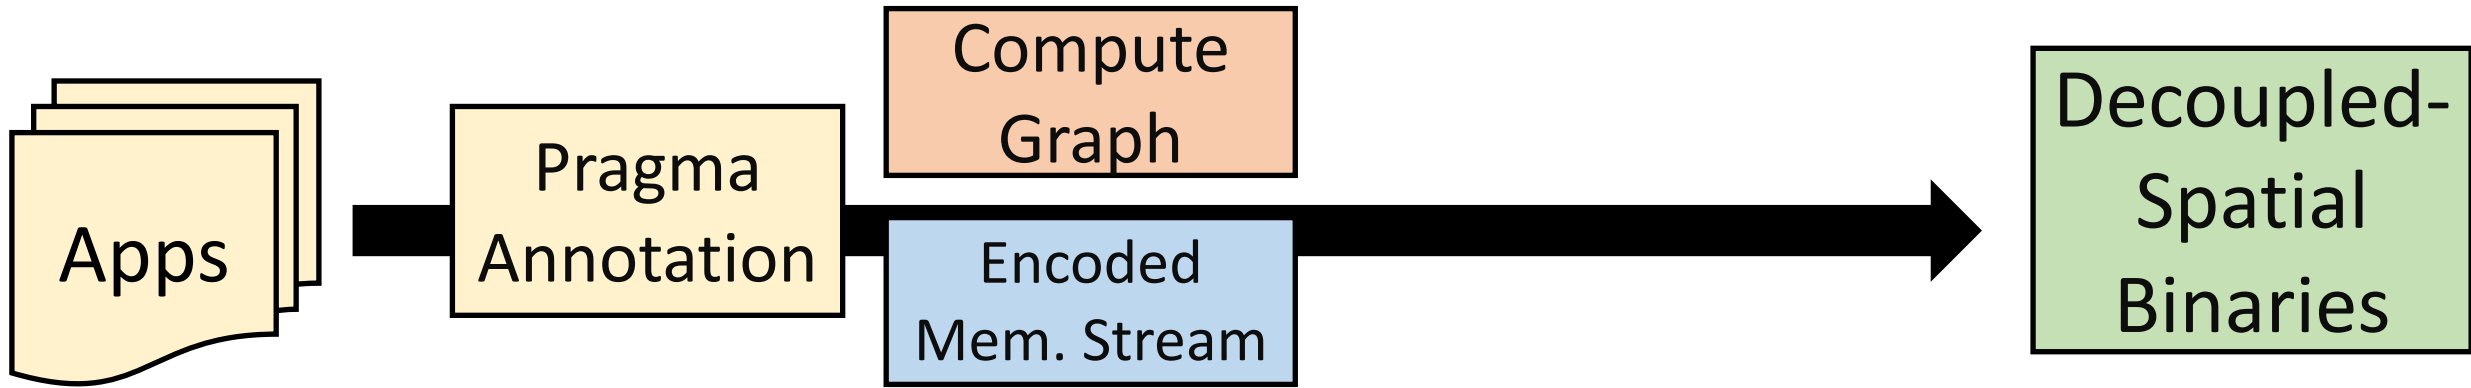 Apps
Pragma
Annotation
Compute
Graph
Encoded
Mem. Stream
Decoupled-
Spatial
Binaries